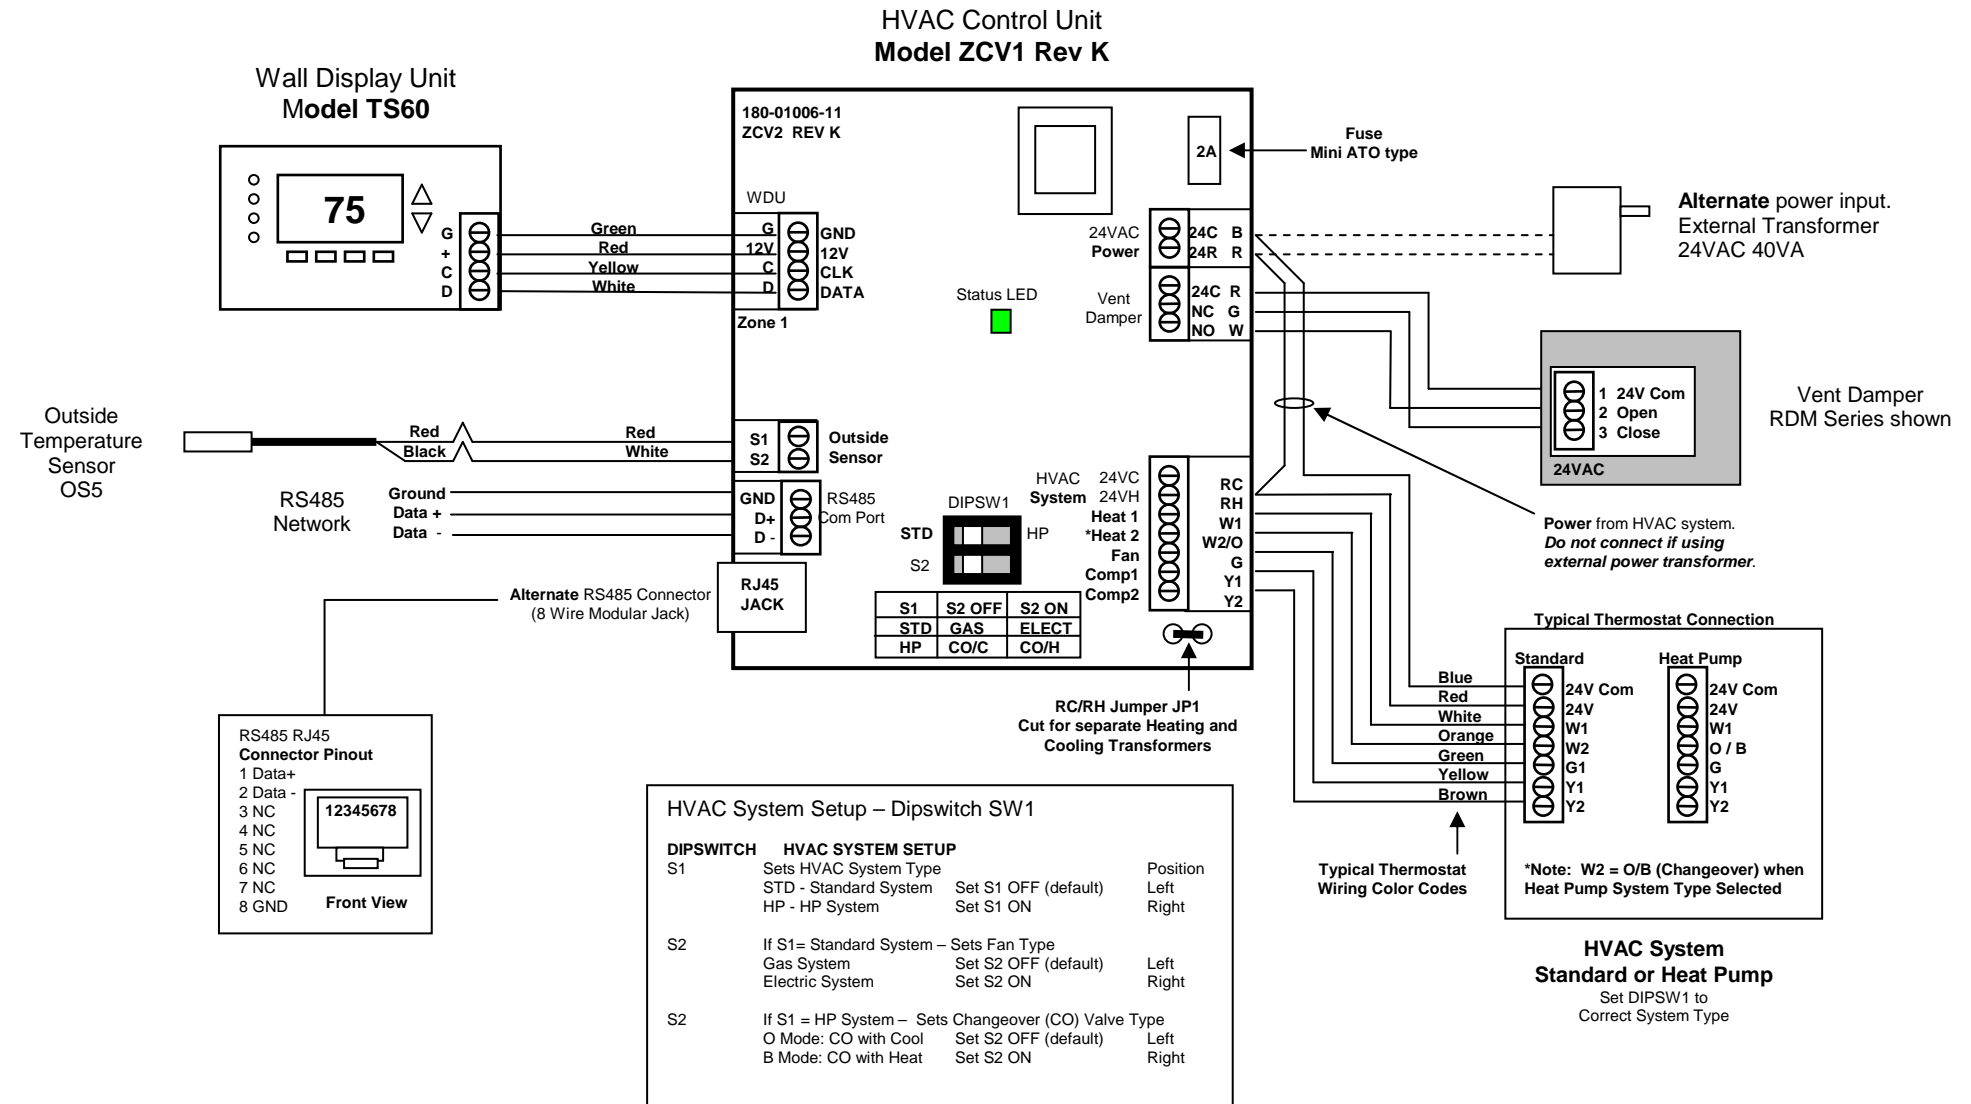 HVAC Control Unit
Model ZCV1 Rev K
Wall Display Unit
Model TS60
75
G
+
C
D
Green
Red
Yellow
White
180-01006-11
ZCV2 REV K
WDU
G
12V
C
D
GND
12V
CLK
DATA
Zone 1
Status LED
2A
Fuse
Mini ATO type
24VAC
Power
24C B
24R R
Vent
Damper
24C R
NC G
NO W
Alternate power input.
External Transformer
24VAC 40VA
1 24V Com
2 Open
3 Close
24VAC
Vent Damper
RDM Series shown
Outside
Temperature
Sensor
OS5
Red
Black
Red
White
S1
S2
Outside
Sensor
RS485
Network
Ground
Data +
Data -
GND
D+
D -
RS485
Com Port
Alternate RS485 Connector
(8 Wire Modular Jack)
RJ45
JACK
DIPSW1
STD
HP
S2
S1 S2 OFF S2 ON
STD GAS ELECT
HP CO/C CO/H
HVAC
System
24VC
24VH
Heat 1
*Heat 2
Fan
Comp1
Comp2
RC
RH
W1
W2/O
G
Y1
Y2
Power from HVAC system.
Do not connect if using
external power transformer.
RC/RH Jumper JP1
Cut for separate Heating and
Cooling Transformers
Typical Thermostat Connection
Standard
Heat Pump
Blue
Red
White
Orange
Green
Yellow
Brown
24V Com
24V
W1
W2
G1
Y1
Y2
24V Com
24V
W1
O / B
G
Y1
Y2
Typical Thermostat
Wiring Color Codes
*Note: W2 = O/B (Changeover) when
Heat Pump System Type Selected
HVAC System
Standard or Heat Pump
Set DIPSW1 to
Correct System Type
RS485 RJ45
Connector Pinout
1 Data+
2 Data -
3 NC
4 NC
5 NC
6 NC
7 NC
8 GND
12345678
Front View
HVAC System Setup – Dipswitch SW1
DIPSWITCH HVAC SYSTEM SETUP
S1 Sets HVAC System Type Position
STD - Standard System Set S1 OFF (default) Left
HP - HP System Set S1 ON Right
S2 If S1= Standard System – Sets Fan Type
Gas System Set S2 OFF (default) Left
Electric System Set S2 ON Right
S2 If S1 = HP System – Sets Changeover (CO) Valve Type
O Mode: CO with Cool Set S2 OFF (default) Left
B Mode: CO with Heat Set S2 ON Right